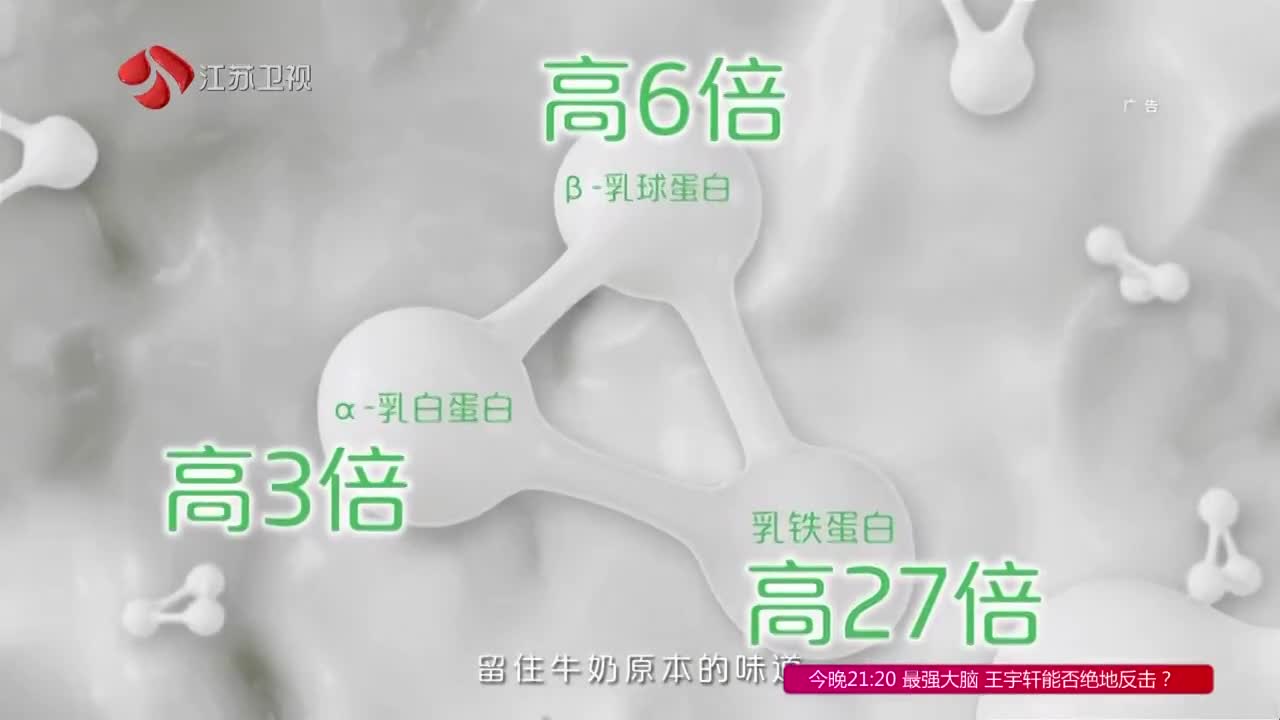 江苏卫视
广告
高6倍
β-乳球蛋白
α-乳白蛋白
高3倍
乳铁蛋白
高27倍
留住牛奶原本的味道
今晚21:20 最强大脑 王宇轩能否绝地反击？